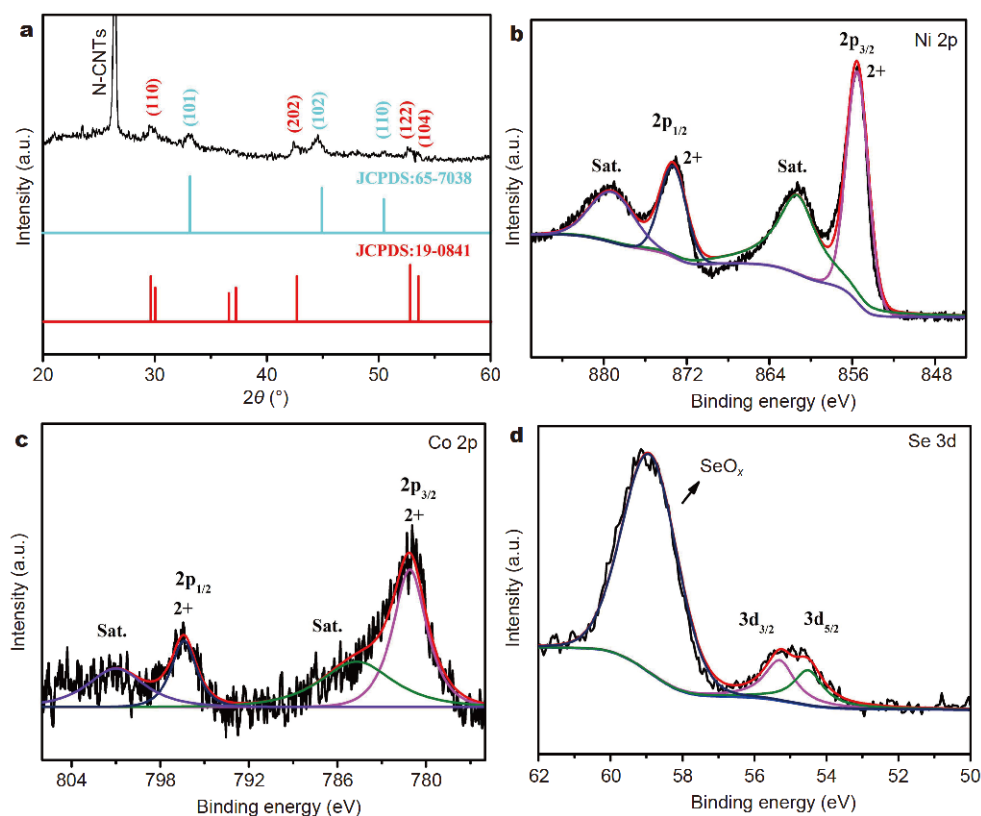 a
N-CNTs
(110)
(101)
(202)
(102)
(110)
(122)
(104)
JCPDS:65-7038
JCPDS:19-0841
Intensity (a.u.)
20 30 40 50 60
2θ (°)
b
Ni 2p
2p3/2
2+
2p1/2
2+
Sat.
Sat.
Intensity (a.u.)
880 872 864 856 848
Binding energy (eV)
c
Co 2p
2p3/2
2+
2p1/2
2+
Sat.
Sat.
Intensity (a.u.)
804 798 792 786 780
Binding energy (eV)
d
Se 3d
SeOx
3d3/2
3d5/2
Intensity (a.u.)
62 60 58 56 54 52 50
Binding energy (eV)